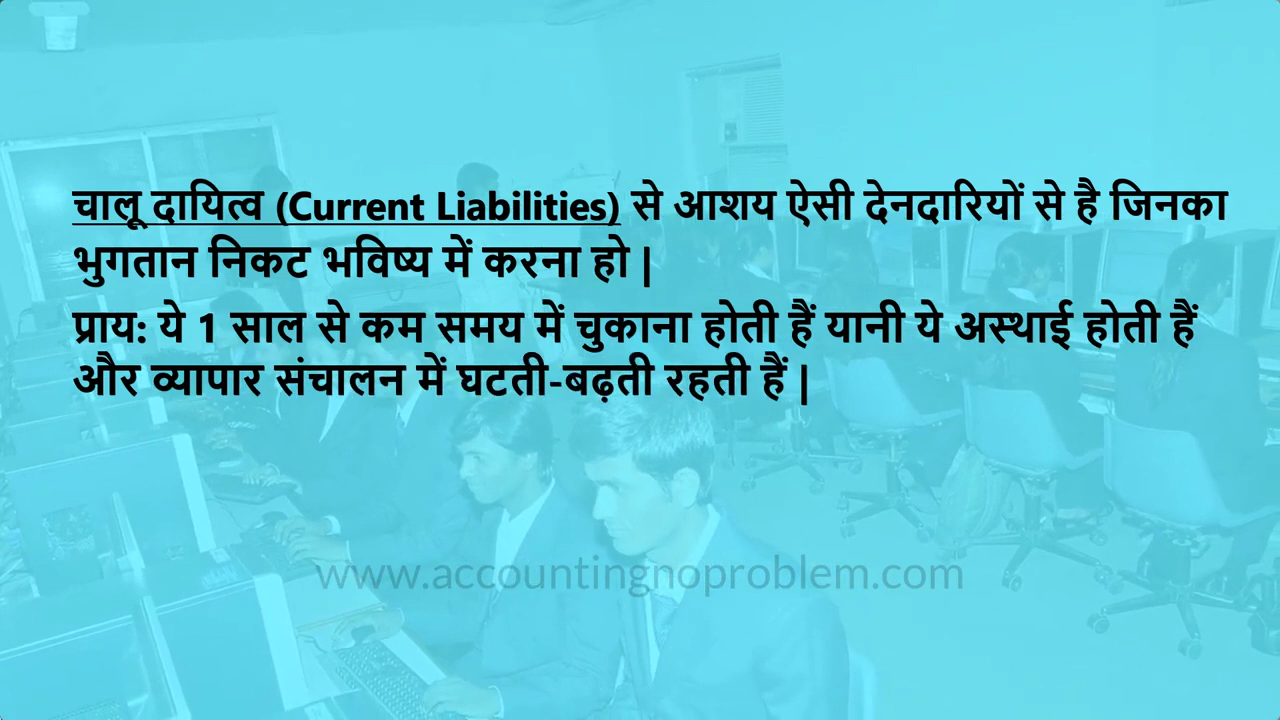 चालू दायित्व (Current Liabilities) से आशय ऐसी देनदारियों से है जिनका
भुगतान निकट भविष्य में करना हो |
प्राय: ये 1 साल से कम समय में चुकाना होती हैं यानी ये अस्थाई होती हैं
और व्यापार संचालन में घटती-बढ़ती रहती हैं |
www.accountingnoproblem.com